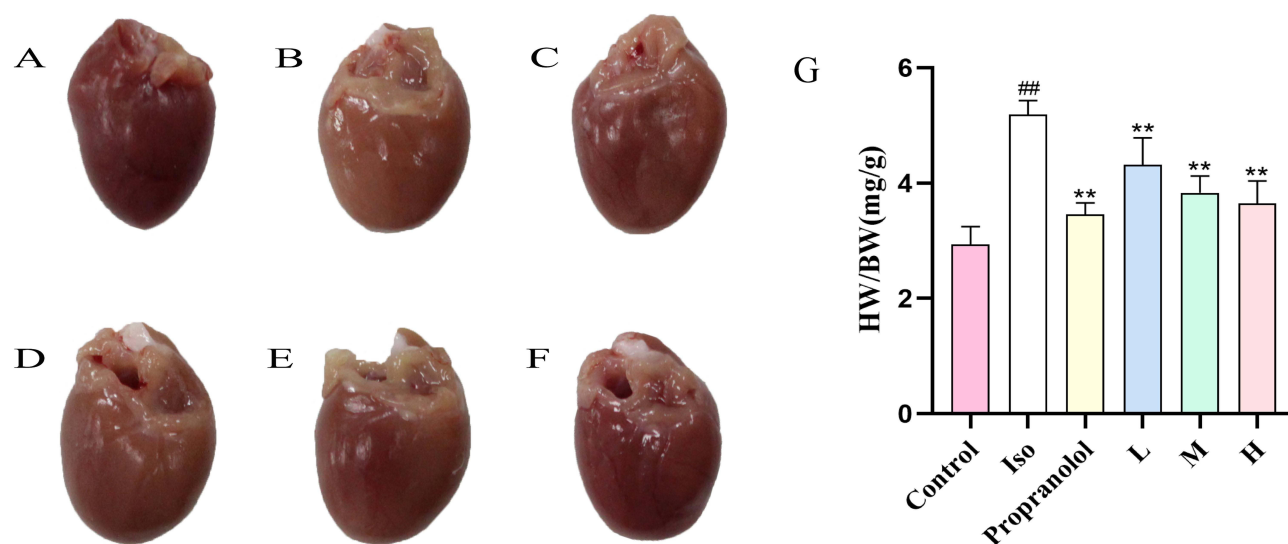 A
B
C
D
E
F
G
HW/BW(mg/g)
6
4
2
0
##
**
**
**
**
Control
Iso
Propranolol
L
M
H